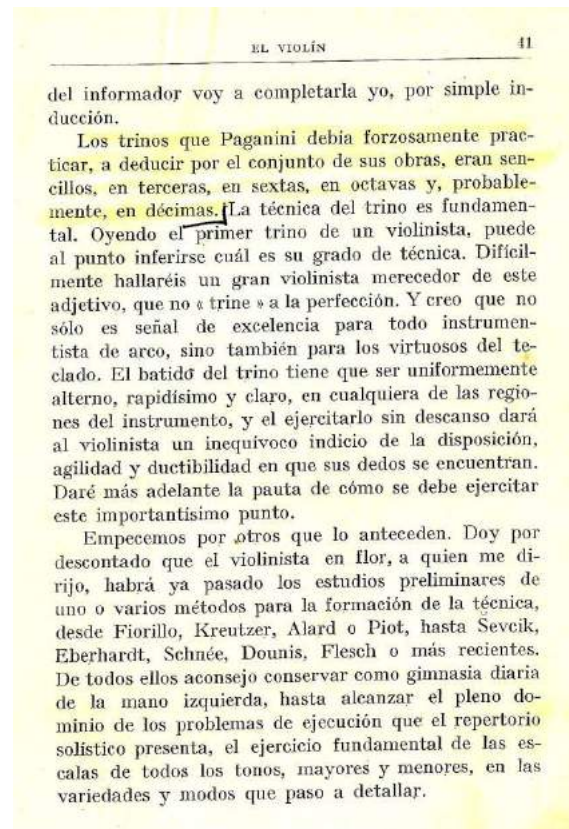 EL VIOLÍN 41
del informador voy a completarla yo, por simple in-
ducción.
Los trinos que Paganini debía forzosamente prac-
ticar, a deducir por el conjunto de sus obras, eran sen-
cillos, en terceras, en sextas, en octavas y, probable-
mente, en décimas. La técnica del trino es fundamen-
tal. Oyendo el primer trino de un violinista, puede
al punto inferirse cuál es su grado de técnica. Difícil-
mente hallaréis un gran violinista merecedor de este
adjetivo, que no « trine » a la perfección. Y creo que no
sólo es señal de excelencia para todo instrumen-
tista de arco, sino también para los virtuosos del te-
clado. El batido del trino tiene que ser uniformemente
alterno, rapidísimo y claro, en cualquiera de las regio-
nes del instrumento, y el ejercitarlo sin descanso dará
al violinista un inequívoco indicio de la disposición,
agilidad y ductibilidad en que sus dedos se encuentran.
Daré más adelante la pauta de cómo se debe ejercitar
este importantísimo punto.
Empecemos por otros que lo anteceden. Doy por
descontado que el violinista en flor, a quien me di-
rijo, habrá ya pasado los estudios preliminares de
uno o varios métodos para la formación de la técnica,
desde Fiorillo, Kreutzer, Alard o Piot, hasta Sevcik,
Eberhardt, Schnée, Dounis, Flesch o más recientes.
De todos ellos aconsejo conservar como gimnasia diaria
de la mano izquierda, hasta alcanzar el pleno do-
minio de los problemas de ejecución que el repertorio
solístico presenta, el ejercicio fundamental de las es-
calas de todos los tonos, mayores y menores, en las
variedades y modos que paso a detallar.